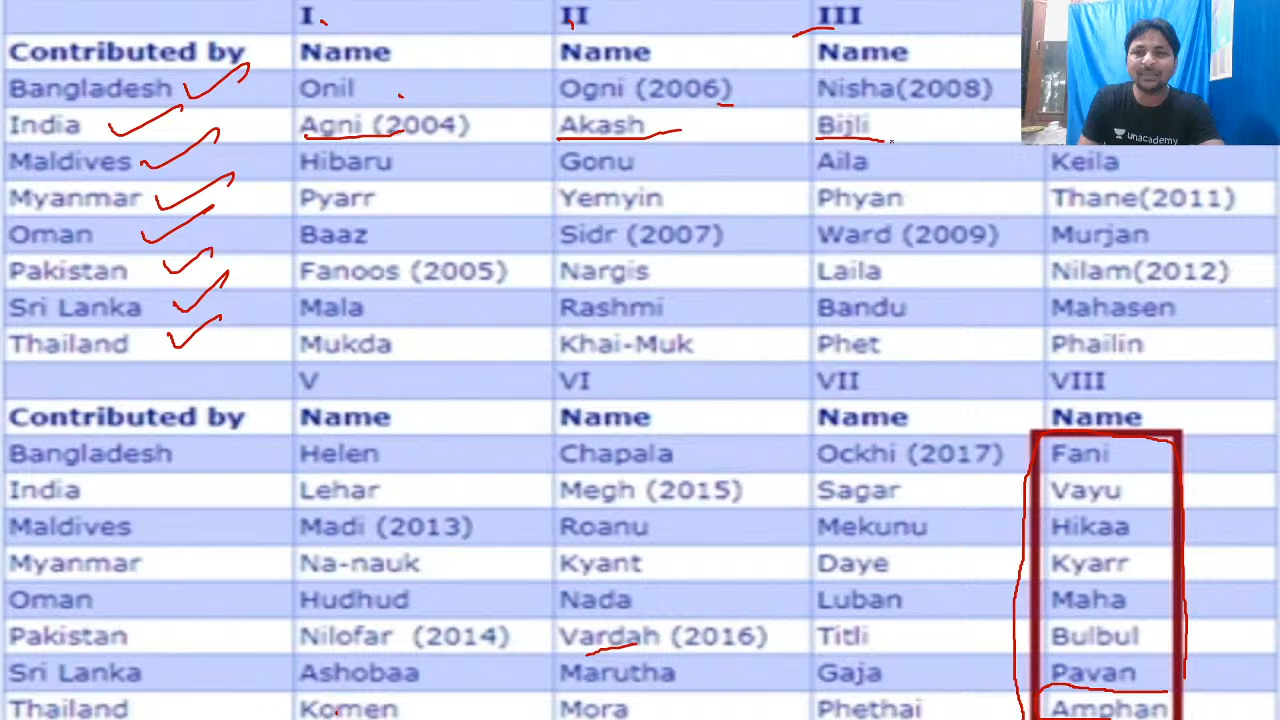 I II III
Contributed by Name Name Name
Bangladesh Onil Ogni (2006) Nisha(2008)
India Agni (2004) Akash Bijli
unacademy
Maldives Hibaru Gonu Aila Keila
Myanmar Pyarr Yemyin Phyan Thane(2011)
Oman Baaz Sidr (2007) Ward (2009) Murjan
Pakistan Fanoos (2005) Nargis Laila Nilam(2012)
Sri Lanka Mala Rashmi Bandu Mahasen
Thailand Mukda Khai-Muk Phet Phailin
V VI VII VIII
Contributed by Name Name Name Name
Bangladesh Helen Chapala Ockhi (2017) Fani
India Lehar Megh (2015) Sagar Vayu
Maldives Madi (2013) Roanu Mekunu Hikaa
Myanmar Na-nauk Kyant Daye Kyarr
Oman Hudhud Nada Luban Maha
Pakistan Nilofar (2014) Vardah (2016) Titli Bulbul
Sri Lanka Ashobaa Marutha Gaja Pavan
Thailand Komen Mora Phethai Amphan